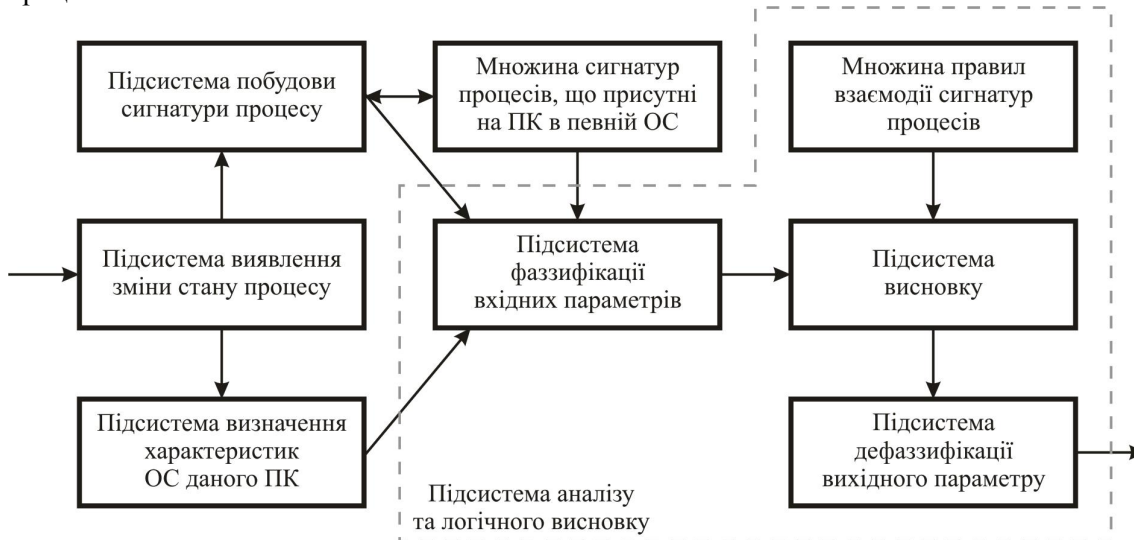 Підсистема побудови
сигнатури процесу
Множина сигнатур
процесів, що присутні
на ПК в певній ОС
Множина правил
взаємодії сигнатур
процесів
Підсистема виявлення
зміни стану процесу
Підсистема
фаззифікації
вхідних параметрів
Підсистема
висновку
Підсистема визначення
характеристик
ОС даного ПК
Підсистема
дефаззифікації
вихідного параметру
Підсистема аналізу
та логічного висновку